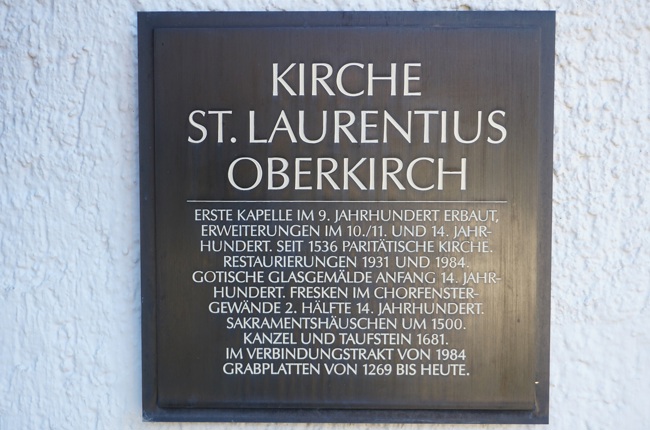 KIRCHE
ST. LAURENTIUS
OBERKIRCH
ERSTE KAPELLE IM 9. JAHRHUNDERT ERBAUT,
ERWEITERUNGEN IM 10./11. UND 14. JAHR-
HUNDERT. SEIT 1536 PARITÄTISCHE KIRCHE.
RESTAURIERUNGEN 1931 UND 1984.
GOTISCHE GLASGEMÄLDE ANFANG 14. JAHR-
HUNDERT. FRESKEN IM CHORFENSTER-
GEWÄNDE 2. HÄLFTE 14. JAHRHUNDERT.
SAKRAMENTSHÄUSCHEN UM 1500.
KANZEL UND TAUFSTEIN 1681.
IM VERBINDUNGSTRAKT VON 1984
GRABPLATTEN VON 1269 BIS HEUTE.